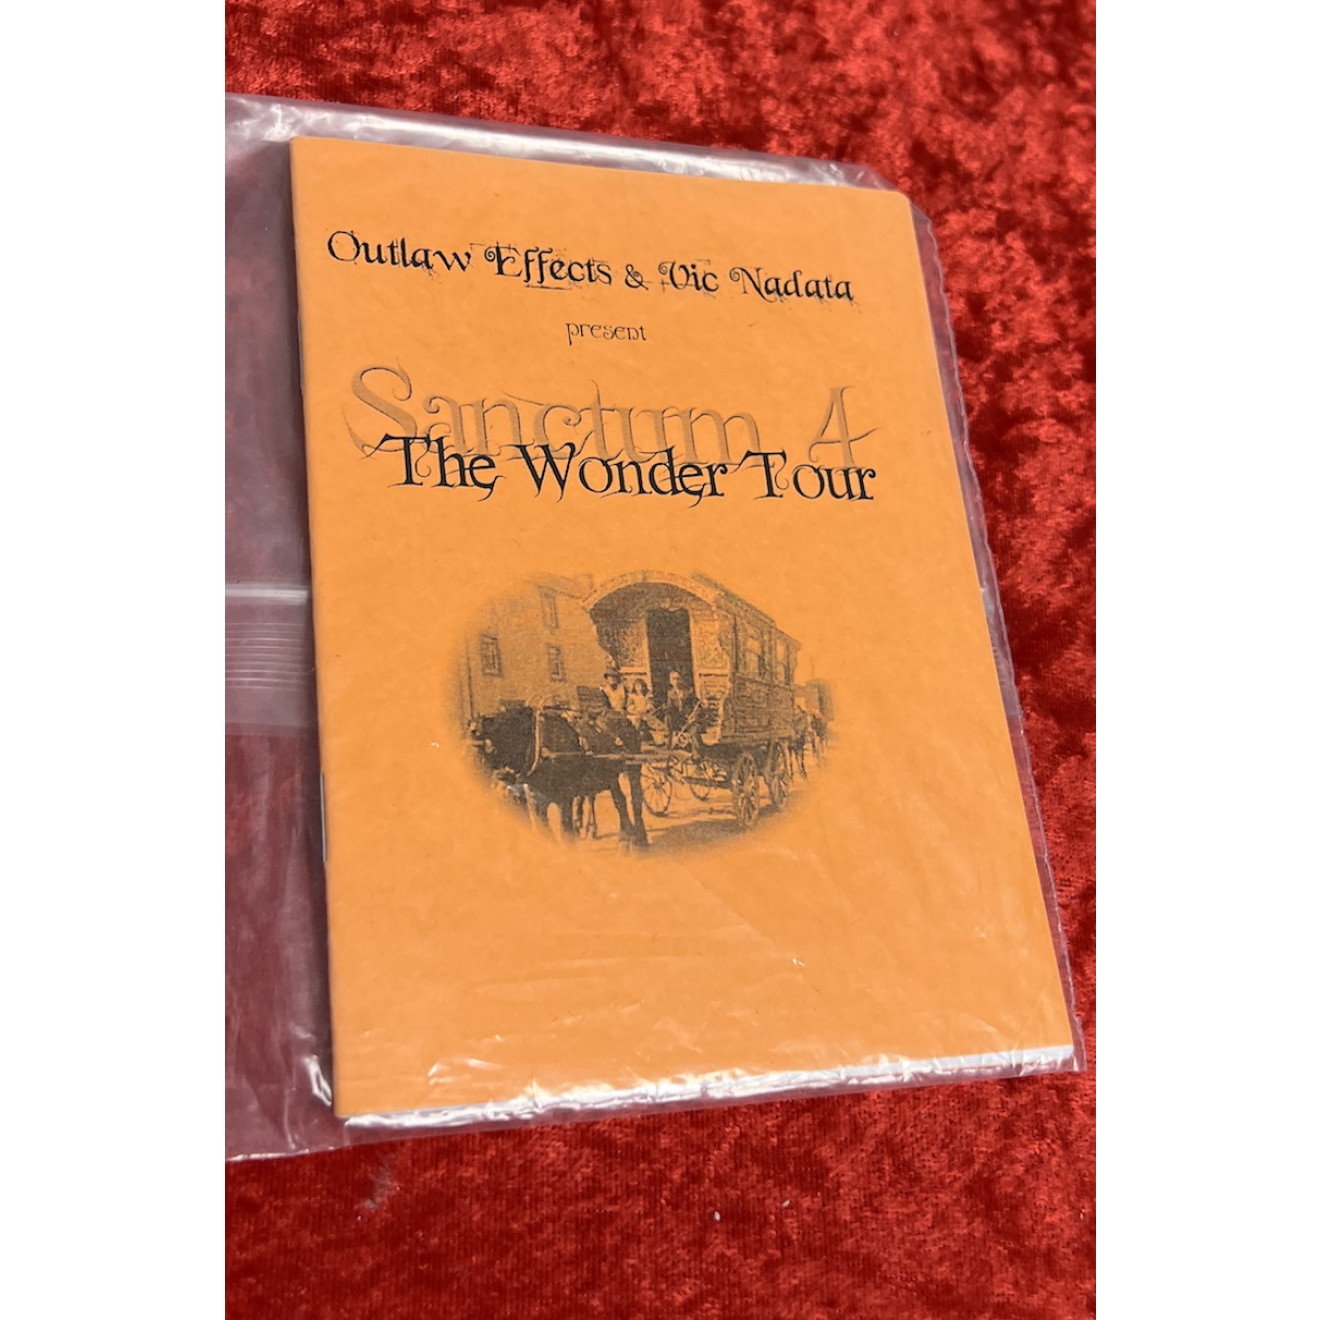 Outlaw Effects & Vic Nadata
present
Sanctum 4
The Wonder Tour